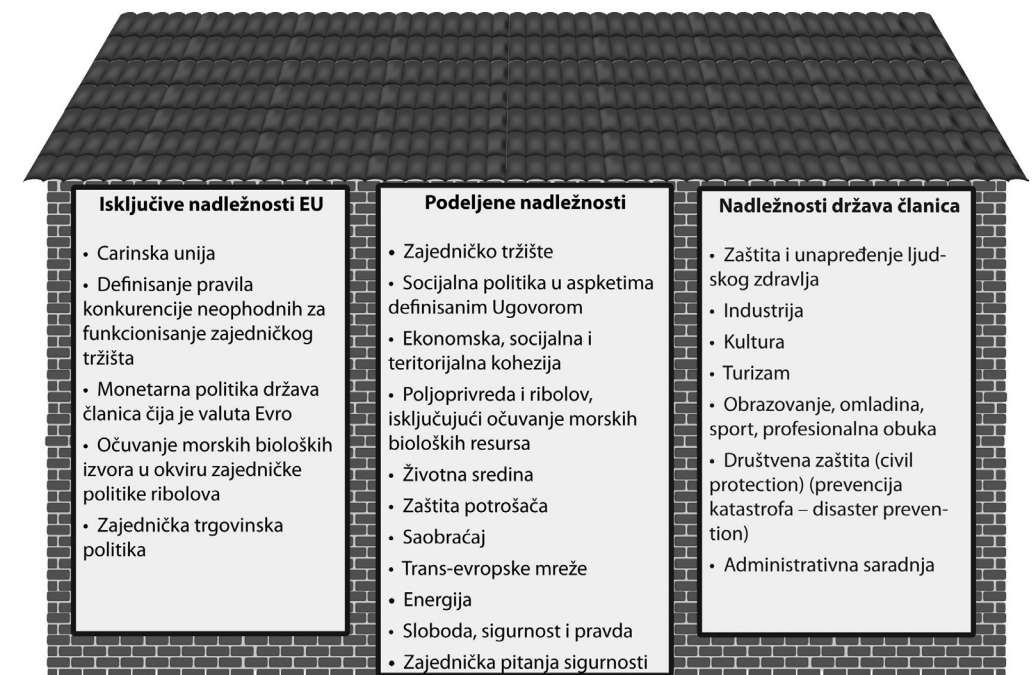 Isključive nadležnosti EU
• Carinska unija
• Definisanje pravila
konkurencije neophodnih za
funkcionisanje zajedničkog
tržišta
• Monetarna politika država
članica čija je valuta Evro
• Očuvanje morskih bioloških
izvora u okviru zajedničke
politike ribolova
• Zajednička trgovinska
politika
Podeljene nadležnosti
• Zajedničko tržište
• Socijalna politika u aspketima
definisanim Ugovorom
• Ekonomska, socijalna i
teritorijalna kohezija
• Poljoprivreda i ribolov,
isključujući očuvanje morskih
bioloških resursa
• Životna sredina
• Zaštita potrošača
• Saobraćaj
• Trans-evropske mreže
• Energija
• Sloboda, sigurnost i pravda
• Zajednička pitanja sigurnosti
Nadležnosti država članica
• Zaštita i unapređenje ljud-
skog zdravlja
• Industrija
• Kultura
• Turizam
• Obrazovanje, omladina,
sport, profesionalna obuka
• Društvena zaštita (civil
protection) (prevencija
katastrofa – disaster preven-
tion)
• Administrativna saradnja